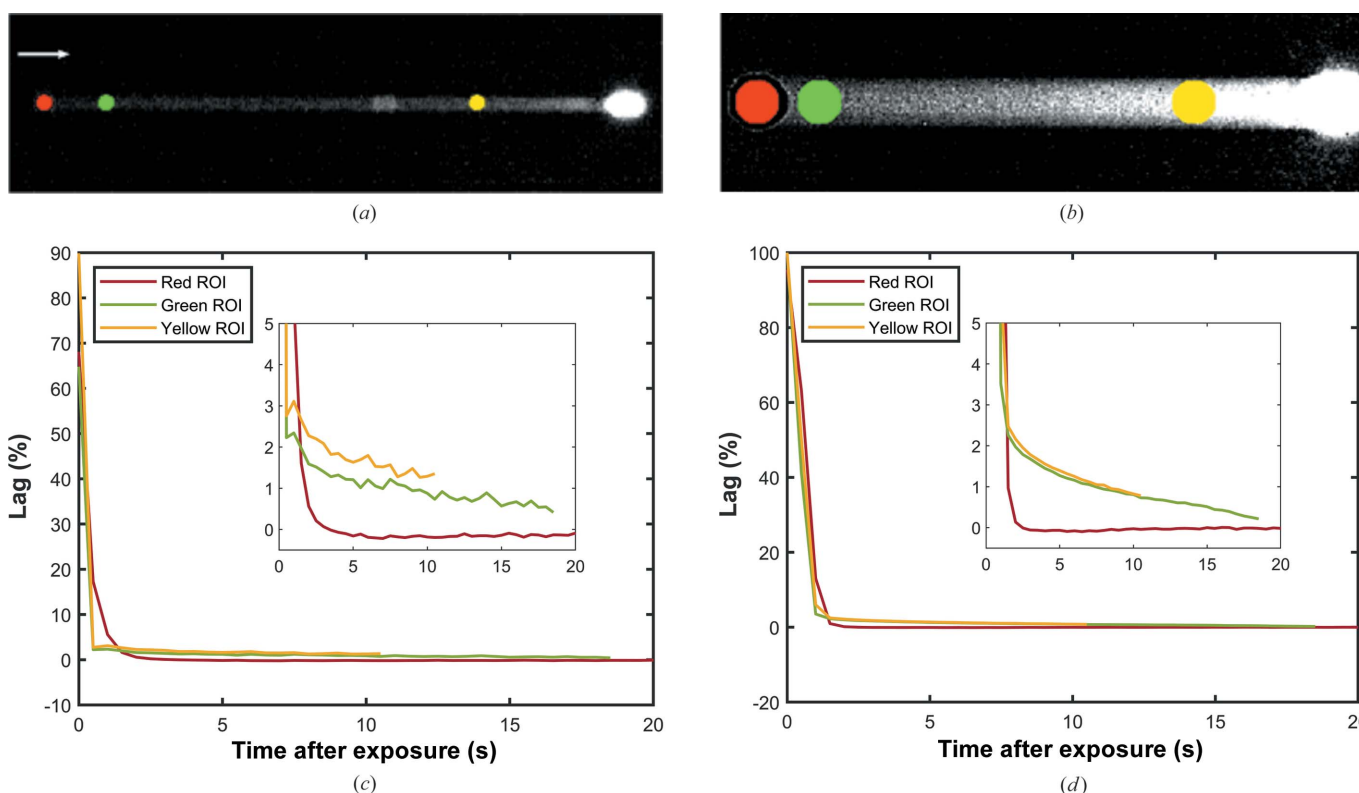 (a)
(b)
Red ROI
Green ROI
Yellow ROI
90
80
70
60
50
40
30
20
10
0
-10
Lag (%)
5
4
3
2
1
0
0 5 10 15 20
0 5 10 15 20
Time after exposure (s)
(c)
Red ROI
Green ROI
Yellow ROI
100
80
60
40
20
0
-20
Lag (%)
5
4
3
2
1
0
0 5 10 15 20
0 5 10 15 20
Time after exposure (s)
(d)